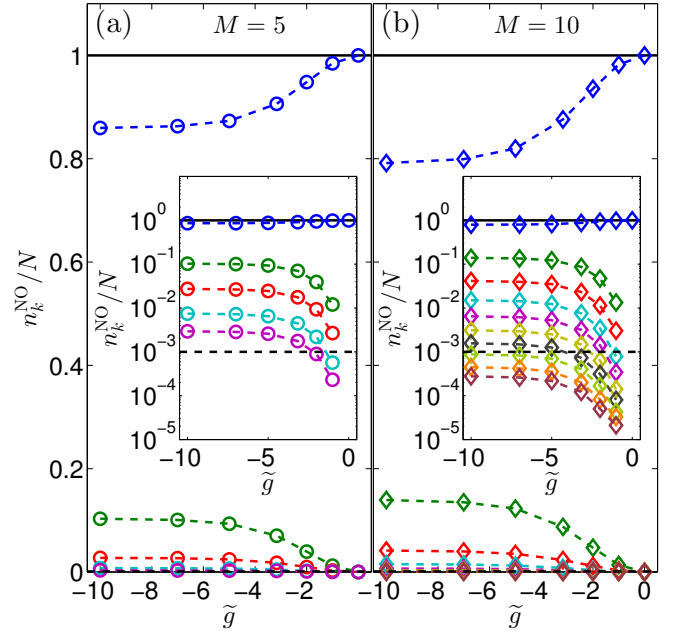 (a) M = 5
(b) M = 10
1
0.8
0.6
0.4
0.2
0
n_k^NO/N
−10 −8 −6 −4 −2
g̃
−10 −8 −6 −4 −2 0
g̃
10^0
10^−1
10^−2
10^−3
10^−4
10^−5
n_k^NO/N
−10 −5 0
g̃
10^0
10^−1
10^−2
10^−3
10^−4
10^−5
n_k^NO/N
−10 −5 0
g̃